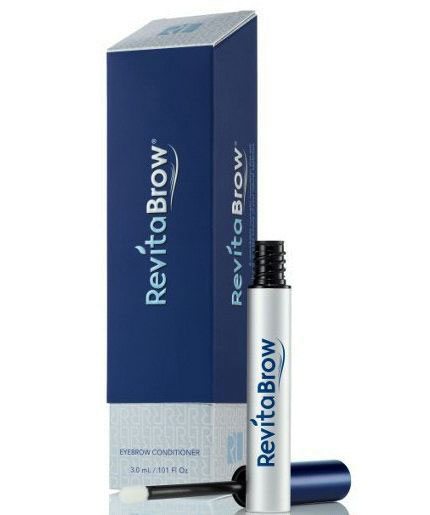 RevitaBrow®
EYEBROW CONDITIONER
3.0 mL / .101 Fl Oz
RevitaBrow®
RevitaBrow